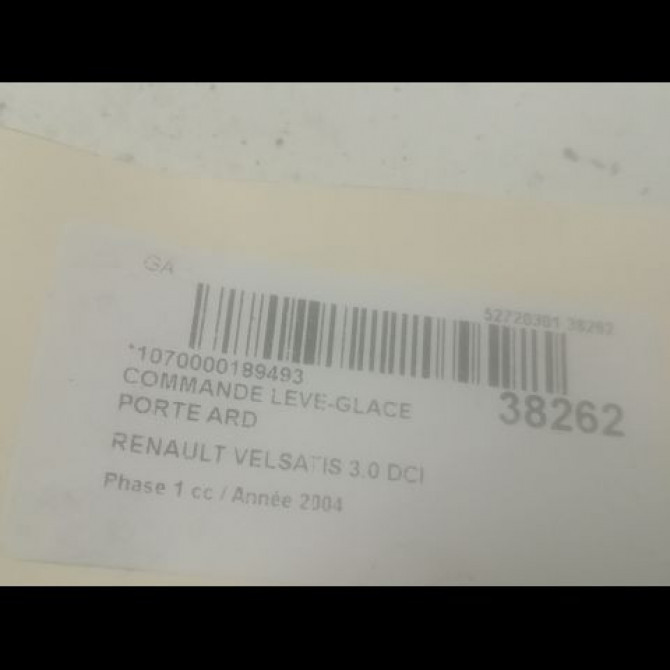 GA
52720301 38262
*1070000189493
38262
COMMANDE LEVE-GLACE
PORTE ARD
RENAULT VELSATIS 3.0 DCI
Phase 1 cc / Année 2004